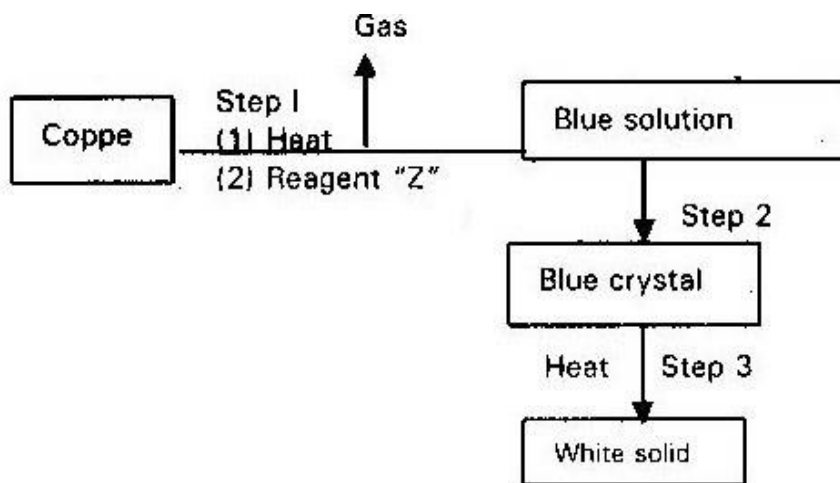 Gas
Step I
(1) Heat
(2) Reagent “Z”
Coppe
Blue solution
Step 2
Blue crystal
Heat
Step 3
White solid